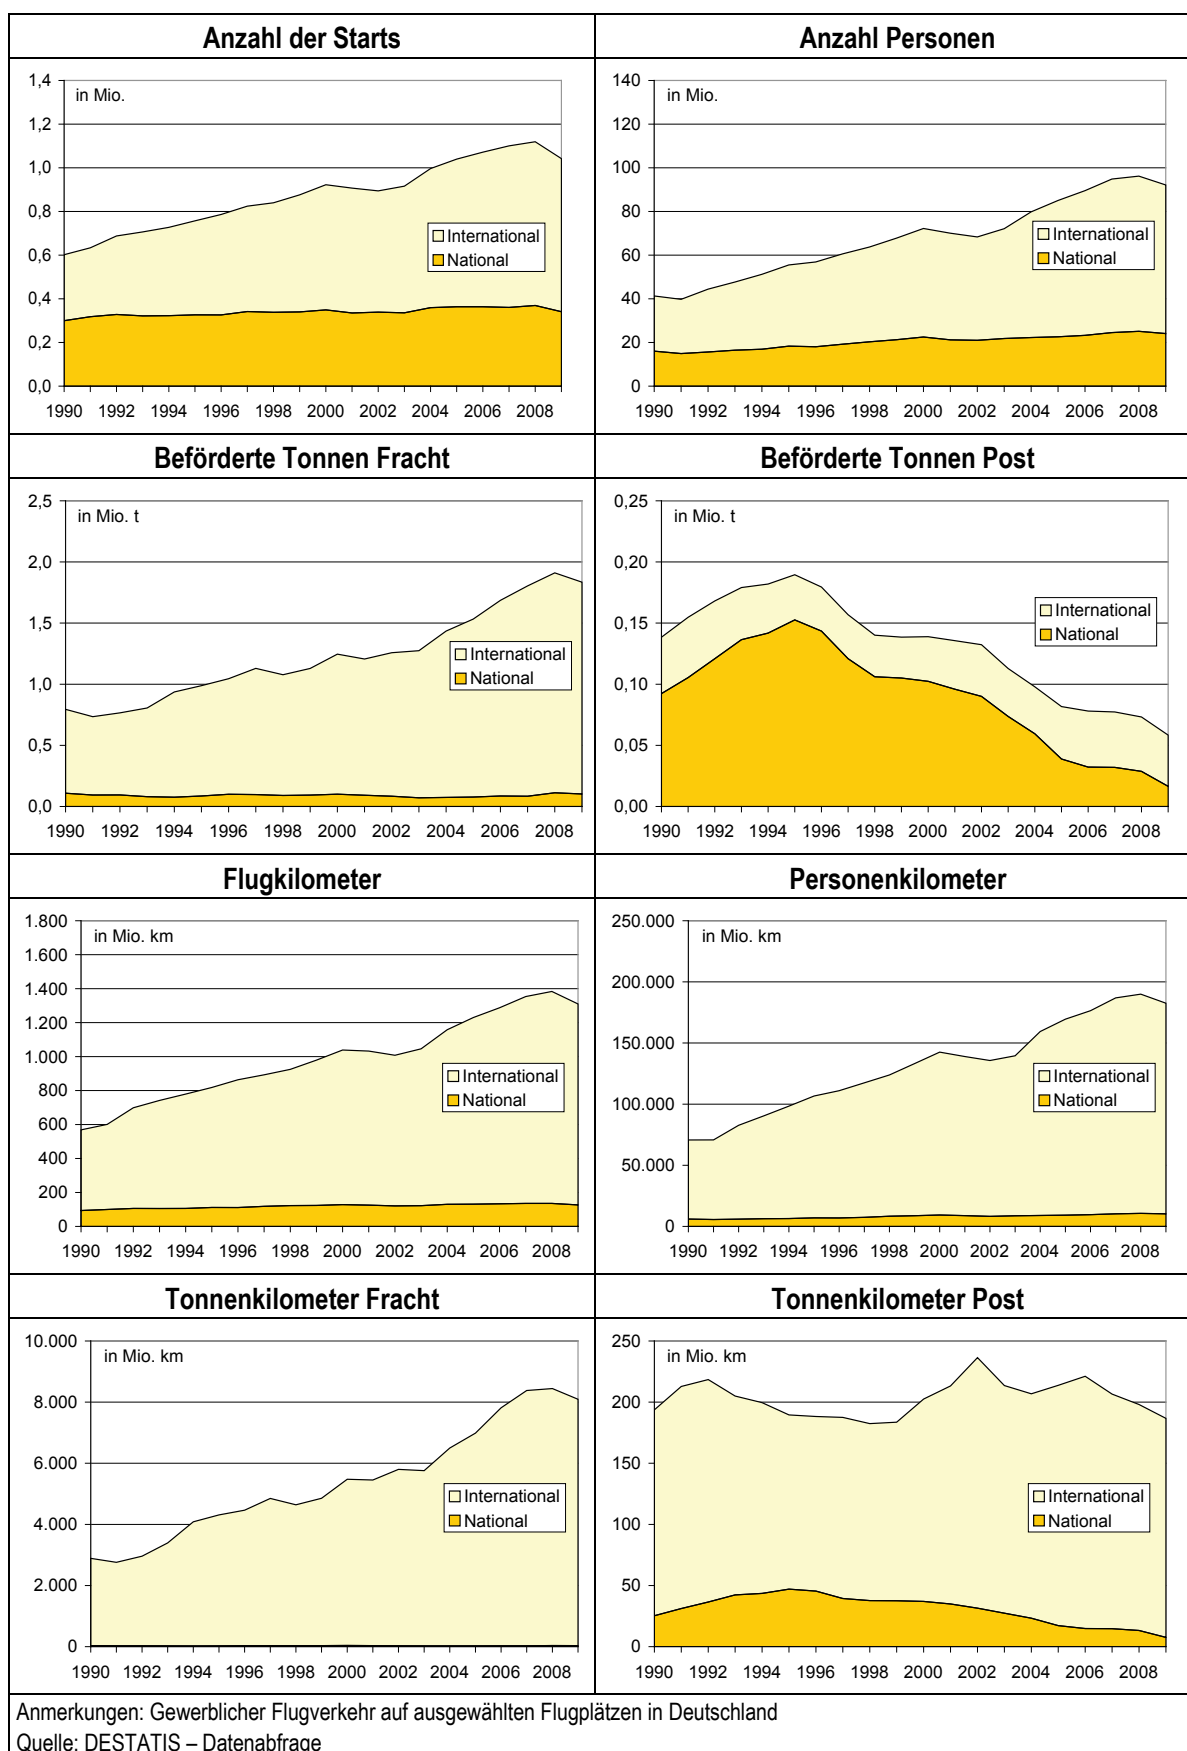 Anzahl der Starts
in Mio.
1,4
1,2
1,0
0,8
0,6
0,4
0,2
0,0
International
National
1990 1992 1994 1996 1998 2000 2002 2004 2006 2008
Anzahl Personen
in Mio.
140
120
100
80
60
40
20
0
International
National
1990 1992 1994 1996 1998 2000 2002 2004 2006 2008
Beförderte Tonnen Fracht
in Mio. t
2,5
2,0
1,5
1,0
0,5
0,0
International
National
1990 1992 1994 1996 1998 2000 2002 2004 2006 2008
Beförderte Tonnen Post
in Mio. t
0,25
0,20
0,15
0,10
0,05
0,00
International
National
1990 1992 1994 1996 1998 2000 2002 2004 2006 2008
Flugkilometer
in Mio. km
1.800
1.600
1.400
1.200
1.000
800
600
400
200
0
International
National
1990 1992 1994 1996 1998 2000 2002 2004 2006 2008
Personenkilometer
in Mio. km
250.000
200.000
150.000
100.000
50.000
0
International
National
1990 1992 1994 1996 1998 2000 2002 2004 2006 2008
Tonnenkilometer Fracht
in Mio. km
10.000
8.000
6.000
4.000
2.000
0
International
National
1990 1992 1994 1996 1998 2000 2002 2004 2006 2008
Tonnenkilometer Post
in Mio. km
250
200
150
100
50
0
International
National
1990 1992 1994 1996 1998 2000 2002 2004 2006 2008
Anmerkungen: Gewerblicher Flugverkehr auf ausgewählten Flugplätzen in Deutschland
Quelle: DESTATIS – Datenabfrage